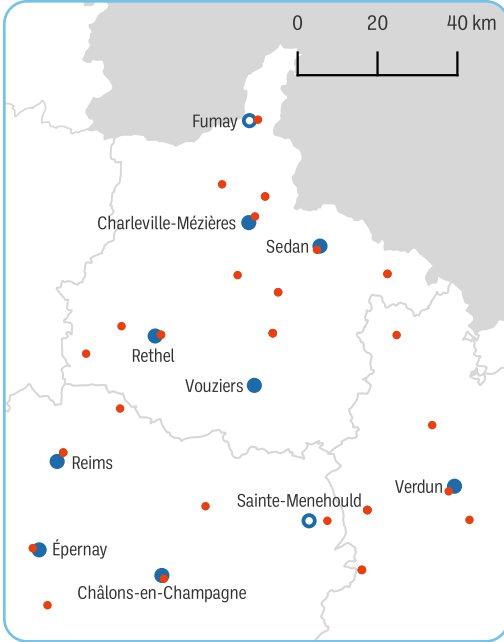 0 20 40 km
Fumay
Charleville-Mézières
Sedan
Rethel
Vouziers
Reims
Verdun
Sainte-Menehould
Épernay
Châlons-en-Champagne